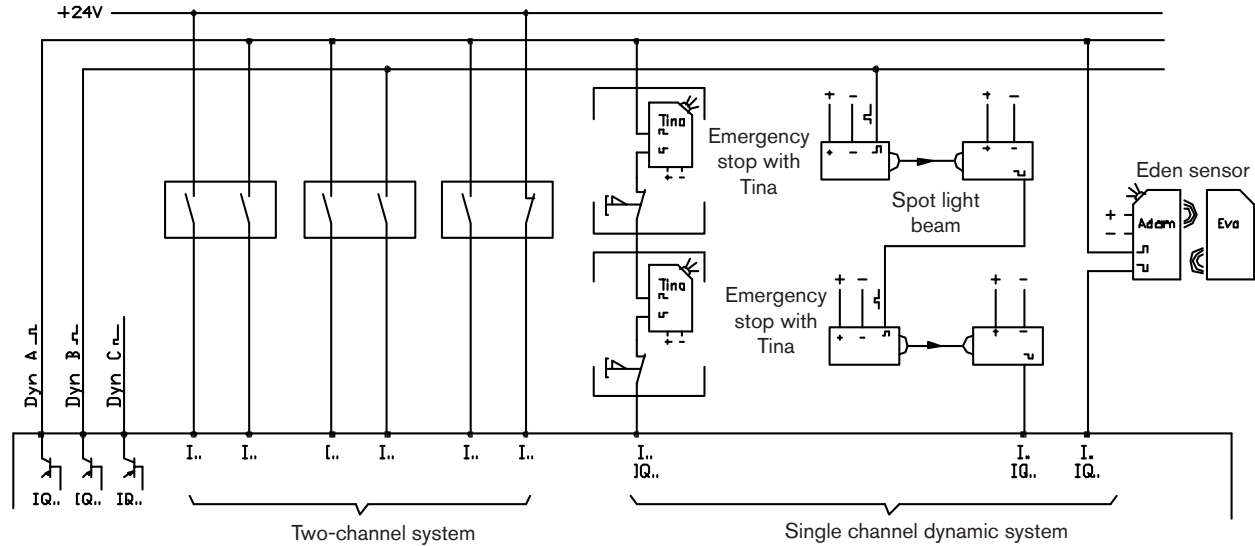 +24V
Tina
Emergency
stop with
Tina
+ -
+ -
+ -
+ -
+ -
Spot light
beam
Eden sensor
+
-
Adam
Eva
Tina
Emergency
stop with
Tina
+ -
+ -
+ -
+ -
+ -
Dyn A
Dyn B
Dyn C
I.. I.. I.. I.. I.. I..
I..
IQ..
I..
IQ..
I..
IQ..
IQ.. IQ.. IQ..
Two-channel system
Single channel dynamic system